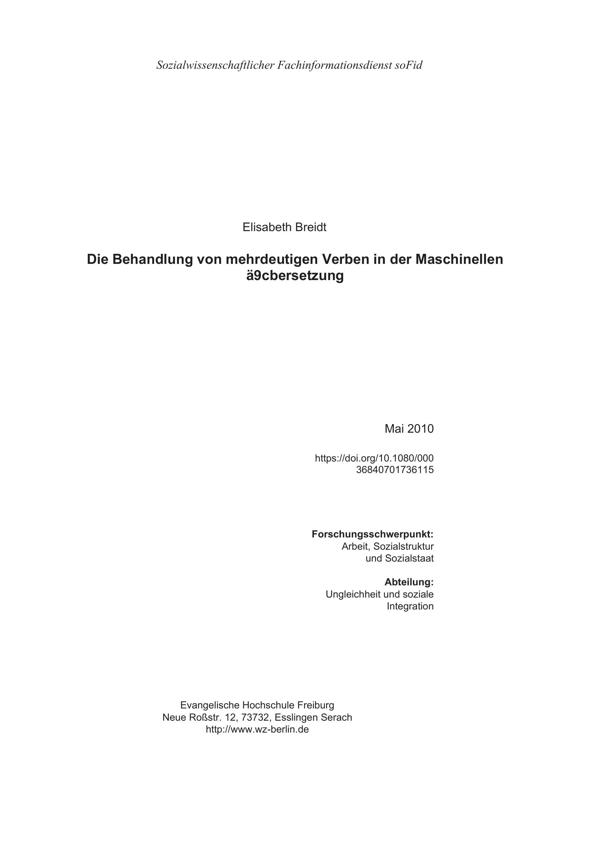 Sozialwissenschaftlicher Fachinformationsdienst soFid
Elisabeth Breidt
Die Behandlung von mehrdeutigen Verben in der Maschinellen
ä9cbersetzung
Mai 2010
https://doi.org/10.1080/000
36840701736115
Forschungsschwerpunkt:
Arbeit, Sozialstruktur
und Sozialstaat
Abteilung:
Ungleichheit und soziale
Integration
Evangelische Hochschule Freiburg
Neue Roßstr. 12, 73732, Esslingen Serach
http://www.wz-berlin.de